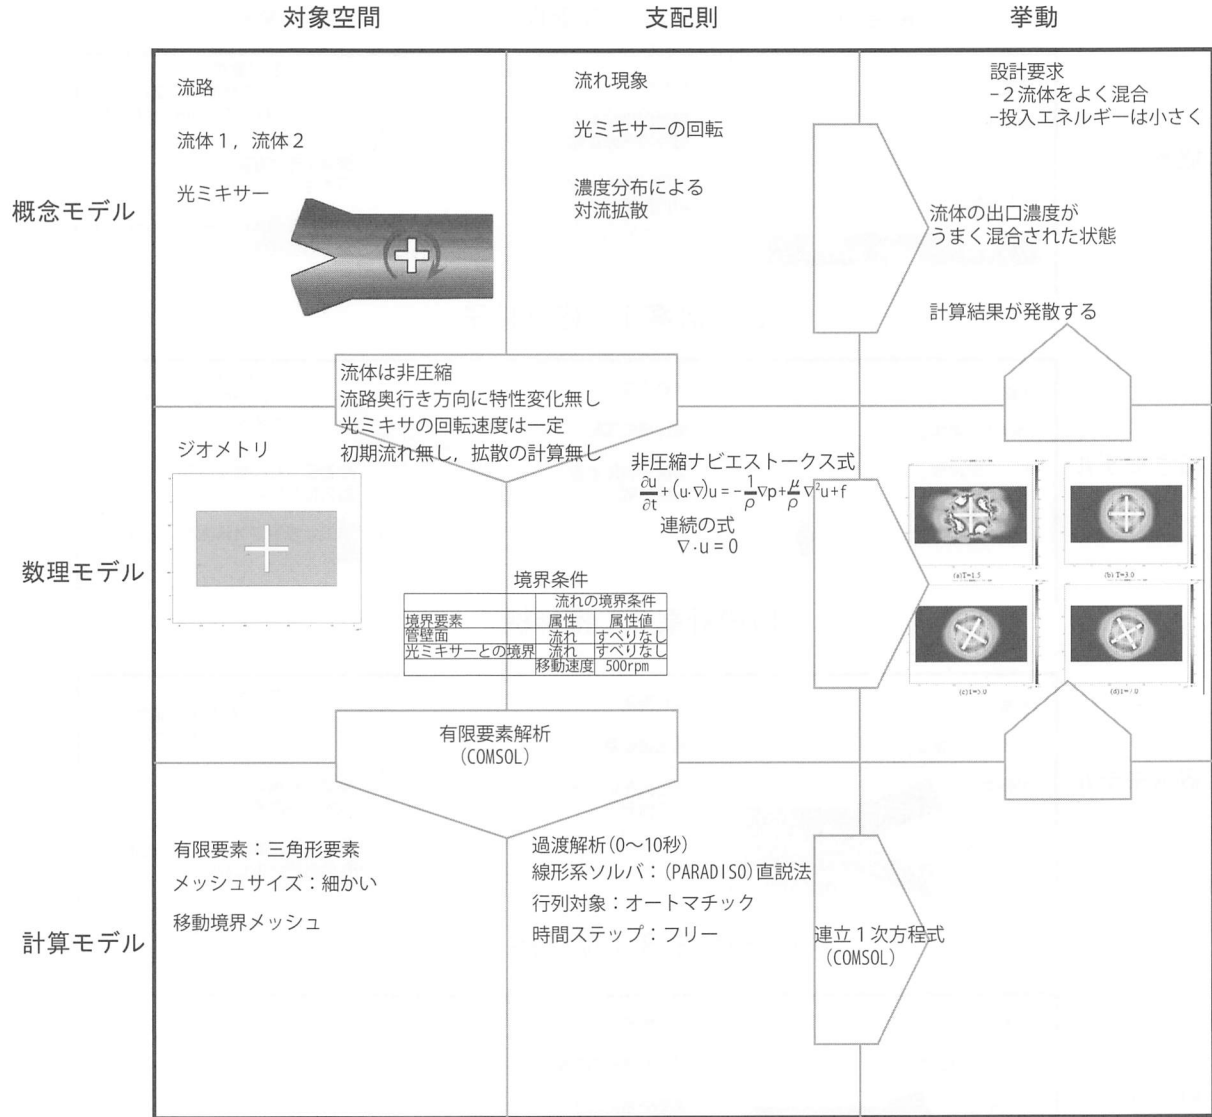 対象空間
支配則
挙動
概念モデル
流路
流体1，流体2
光ミキサー
流れ現象
光ミキサーの回転
濃度分布による
対流拡散
設計要求
-2流体をよく混合
-投入エネルギーは小さく
流体の出口濃度が
うまく混合された状態
計算結果が発散する
流体は非圧縮
流路奥行き方向に特性変化無し
光ミキサの回転速度は一定
初期流れ無し，拡散の計算無し
数理モデル
ジオメトリ
非圧縮ナビエストークス式
∂u/∂t+(u·∇)u=-1/ρ∇p+μ/ρ∇²u+f
連続の式
∇·u=0
境界条件
流れの境界条件
境界要素 属性 属性値
管壁面 流れ すべりなし
光ミキサーとの境界 流れ すべりなし
移動速度 500rpm
(a)T=1.5
(b) T=3.0
有限要素解析
(COMSOL)
計算モデル
有限要素：三角形要素
メッシュサイズ：細かい
移動境界メッシュ
過渡解析(0～10秒)
線形系ソルバ：(PARADISO)直説法
行列対象：オートマチック
時間ステップ：フリー
連立1次方程式
(COMSOL)